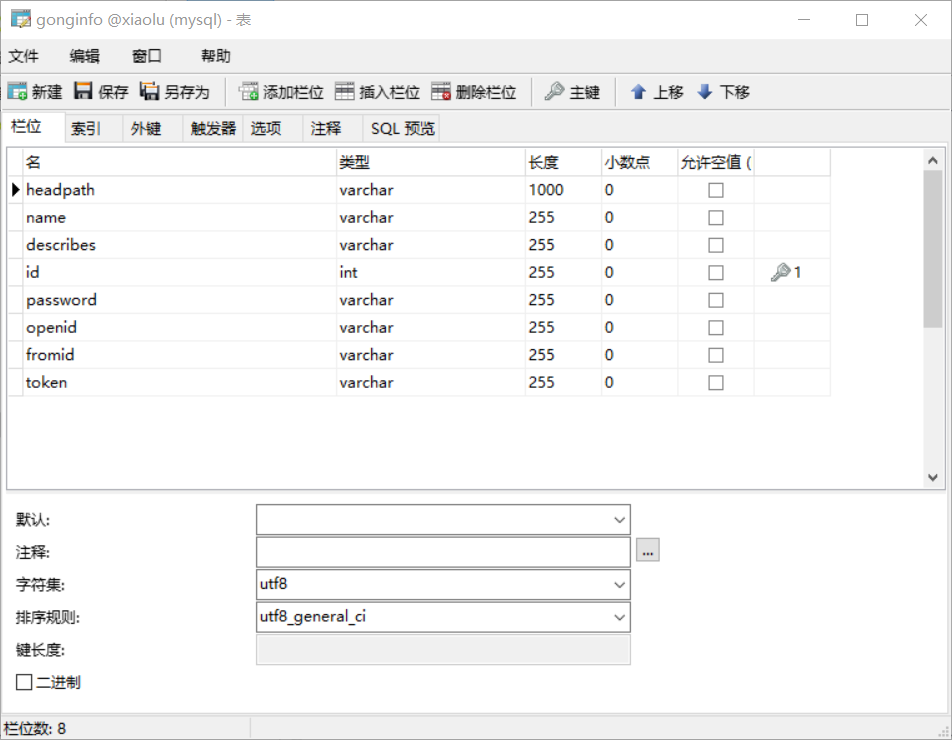 gonginfo @xiaolu (mysql) - 表
文件 编辑 窗口 帮助
新建 保存 另存为 添加栏位 插入栏位 删除栏位 主键 上移 下移
栏位 索引 外键 触发器 选项 注释 SQL 预览
名 类型 长度 小数点 允许空值 (
headpath varchar 1000 0
name varchar 255 0
describes varchar 255 0
id int 255 0 1
password varchar 255 0
openid varchar 255 0
fromid varchar 255 0
token varchar 255 0
默认:
注释: ...
字符集: utf8
排序规则: utf8_general_ci
键长度:
二进制
栏位数: 8